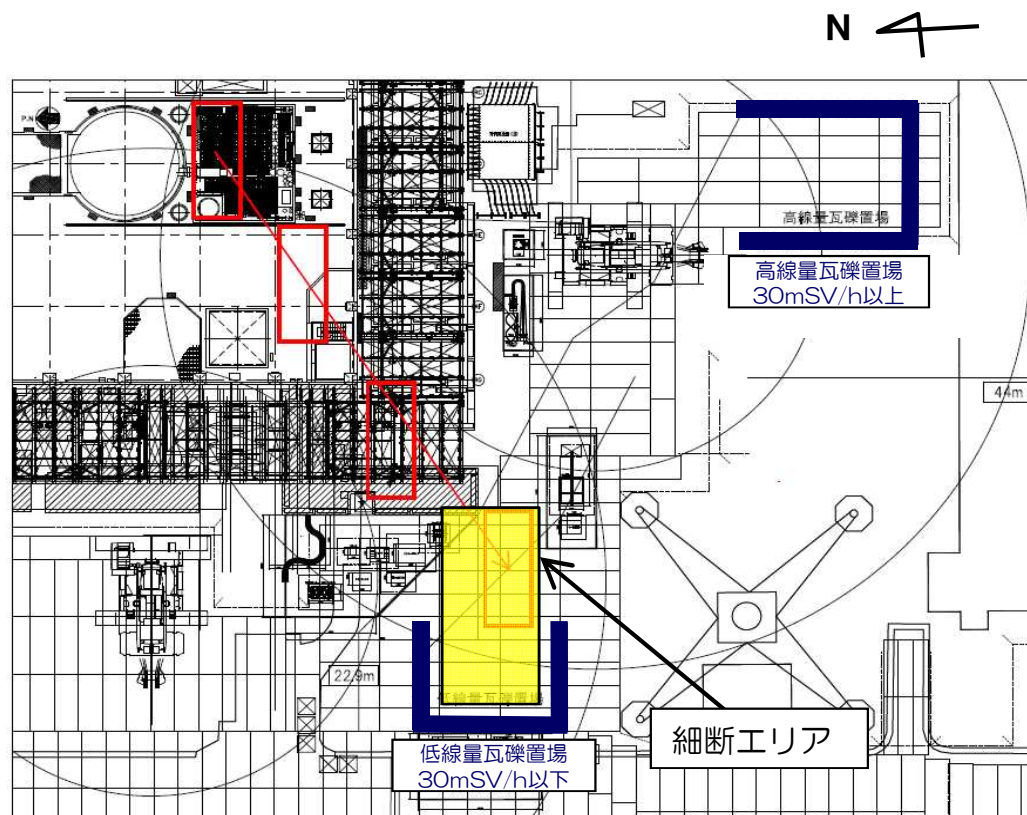 N
P.N
高線量瓦礫置場
高線量瓦礫置場
30mSV/h以上
44m
22.9m
低線量瓦礫置場
細断エリア
低線量瓦礫置場
30mSV/h以下